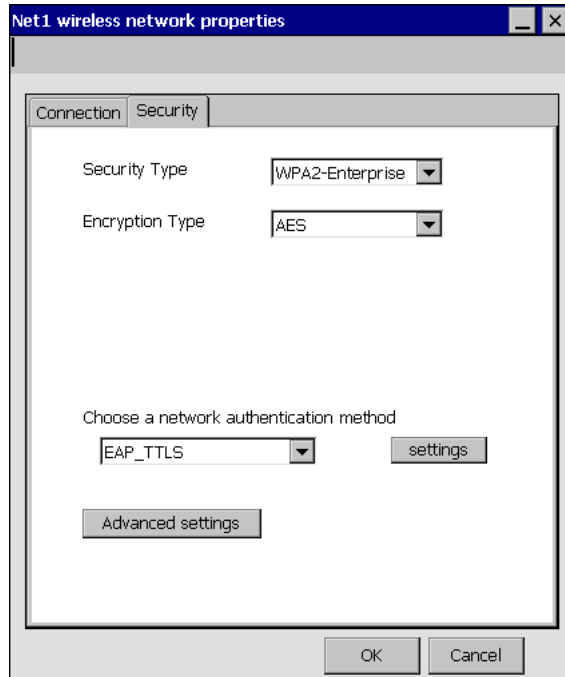 Net1 wireless network properties
Connection Security
Security Type WPA2-Enterprise
Encryption Type AES
Choose a network authentication method
EAP_TTLS settings
Advanced settings
OK Cancel